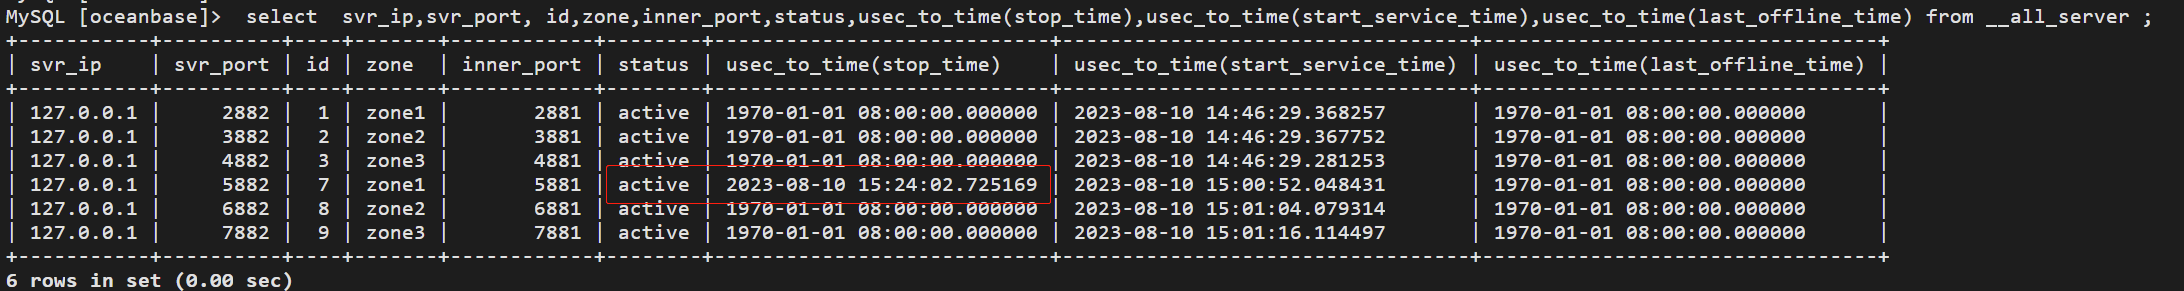 MySQL [oceanbase]>  select  svr_ip,svr_port, id,zone,inner_port,status,usec_to_time(stop_time),usec_to_time(start_service_time),usec_to_time(last_offline_time) from __all_server ;
+-----------+----------+----+-------+------------+--------+----------------------------+----------------------------------+---------------------------------+
| svr_ip    | svr_port | id | zone  | inner_port | status | usec_to_time(stop_time)    | usec_to_time(start_service_time) | usec_to_time(last_offline_time) |
+-----------+----------+----+-------+------------+--------+----------------------------+----------------------------------+---------------------------------+
| 127.0.0.1 |     2882 |  1 | zone1 |       2881 | active | 1970-01-01 08:00:00.000000 | 2023-08-10 14:46:29.368257       | 1970-01-01 08:00:00.000000      |
| 127.0.0.1 |     3882 |  2 | zone2 |       3881 | active | 1970-01-01 08:00:00.000000 | 2023-08-10 14:46:29.367752       | 1970-01-01 08:00:00.000000      |
| 127.0.0.1 |     4882 |  3 | zone3 |       4881 | active | 1970-01-01 08:00:00.000000 | 2023-08-10 14:46:29.281253       | 1970-01-01 08:00:00.000000      |
| 127.0.0.1 |     5882 |  7 | zone1 |       5881 | active | 2023-08-10 15:24:02.725169 | 2023-08-10 15:00:52.048431       | 1970-01-01 08:00:00.000000      |
| 127.0.0.1 |     6882 |  8 | zone2 |       6881 | active | 1970-01-01 08:00:00.000000 | 2023-08-10 15:01:04.079314       | 1970-01-01 08:00:00.000000      |
| 127.0.0.1 |     7882 |  9 | zone3 |       7881 | active | 1970-01-01 08:00:00.000000 | 2023-08-10 15:01:16.114497       | 1970-01-01 08:00:00.000000      |
+-----------+----------+----+-------+------------+--------+----------------------------+----------------------------------+---------------------------------+
6 rows in set (0.00 sec)